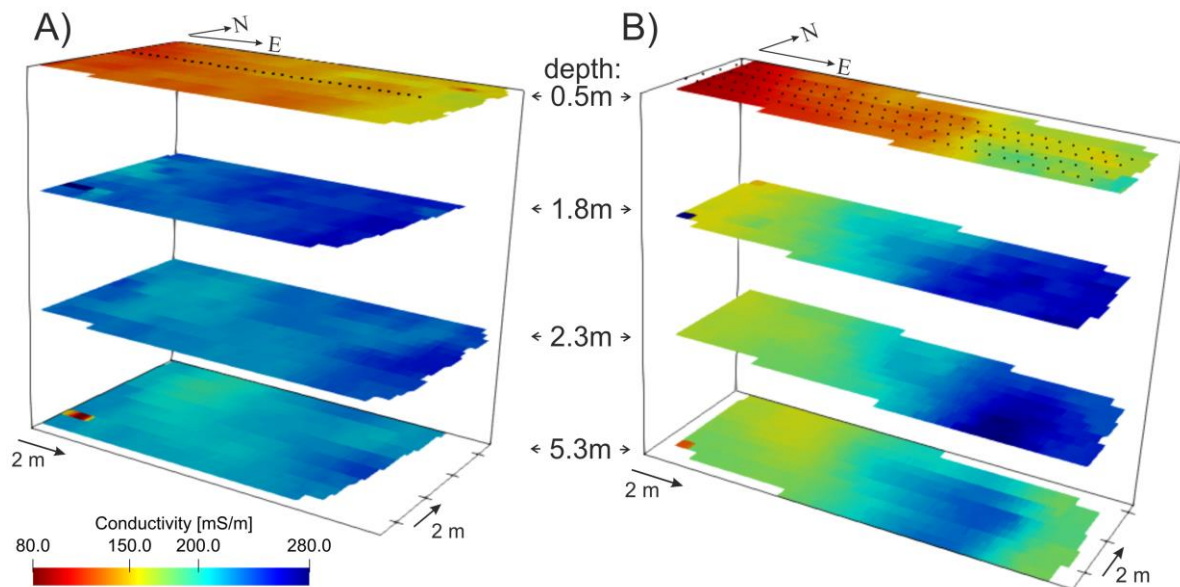 A)
N
E
B)
N
E
depth:
0.5m
1.8m
2.3m
5.3m
2 m
2 m
2 m
2 m
Conductivity [mS/m]
80.0 150.0 200.0 280.0